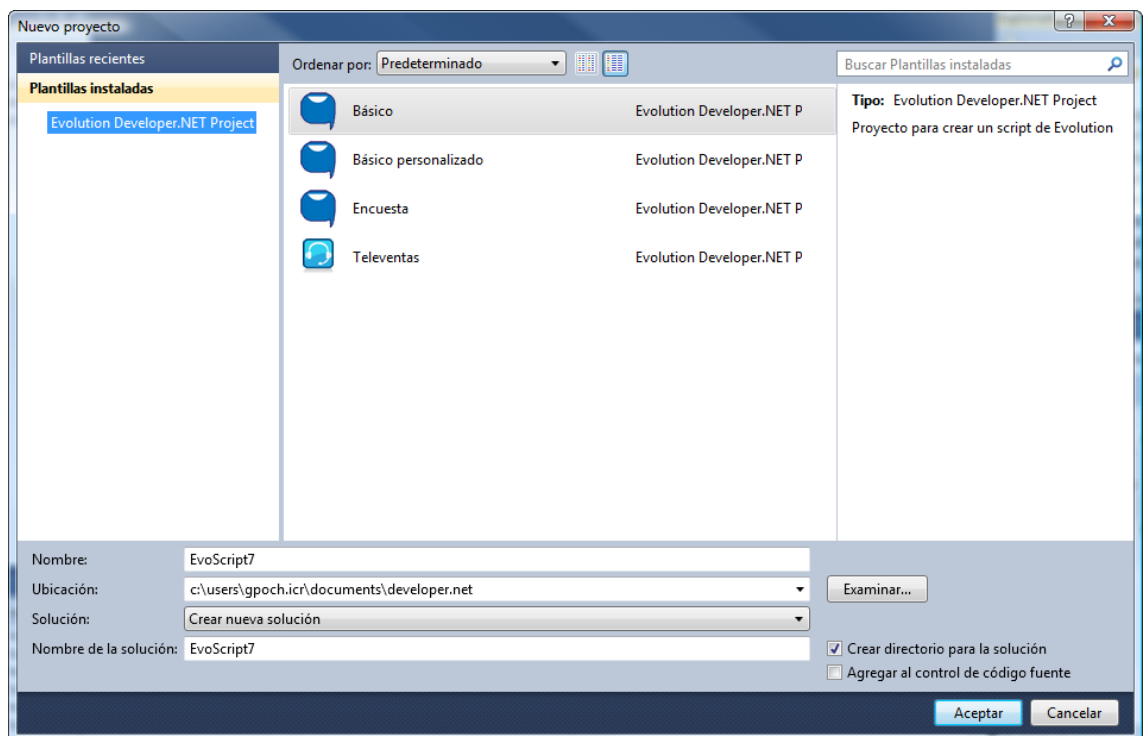 Nuevo proyecto
Plantillas recientes
Plantillas instaladas
Evolution Developer.NET Project
Ordenar por: Predeterminado
Básico Evolution Developer.NET P
Básico personalizado Evolution Developer.NET P
Encuesta Evolution Developer.NET P
Televentas Evolution Developer.NET P
Buscar Plantillas instaladas
Tipo: Evolution Developer.NET Project
Proyecto para crear un script de Evolution
Nombre: EvoScript7
Ubicación: c:\users\gpoch.icr\documents\developer.net Examinar...
Solución: Crear nueva solución
Nombre de la solución: EvoScript7 Crear directorio para la solución
Agregar al control de código fuente
Aceptar Cancelar